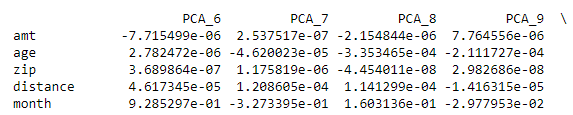 PCA_6 PCA_7 PCA_8 PCA_9 \
amt -7.715499e-06 2.537517e-07 -2.154844e-06 7.764556e-06
age 2.782472e-06 -4.620023e-05 -3.353465e-04 -2.111727e-04
zip 3.689864e-07 1.175819e-06 -4.454011e-08 2.982686e-08
distance 4.617345e-05 1.208605e-04 1.141299e-04 -1.416315e-05
month 9.285297e-01 -3.273395e-01 1.603136e-01 -2.977953e-02